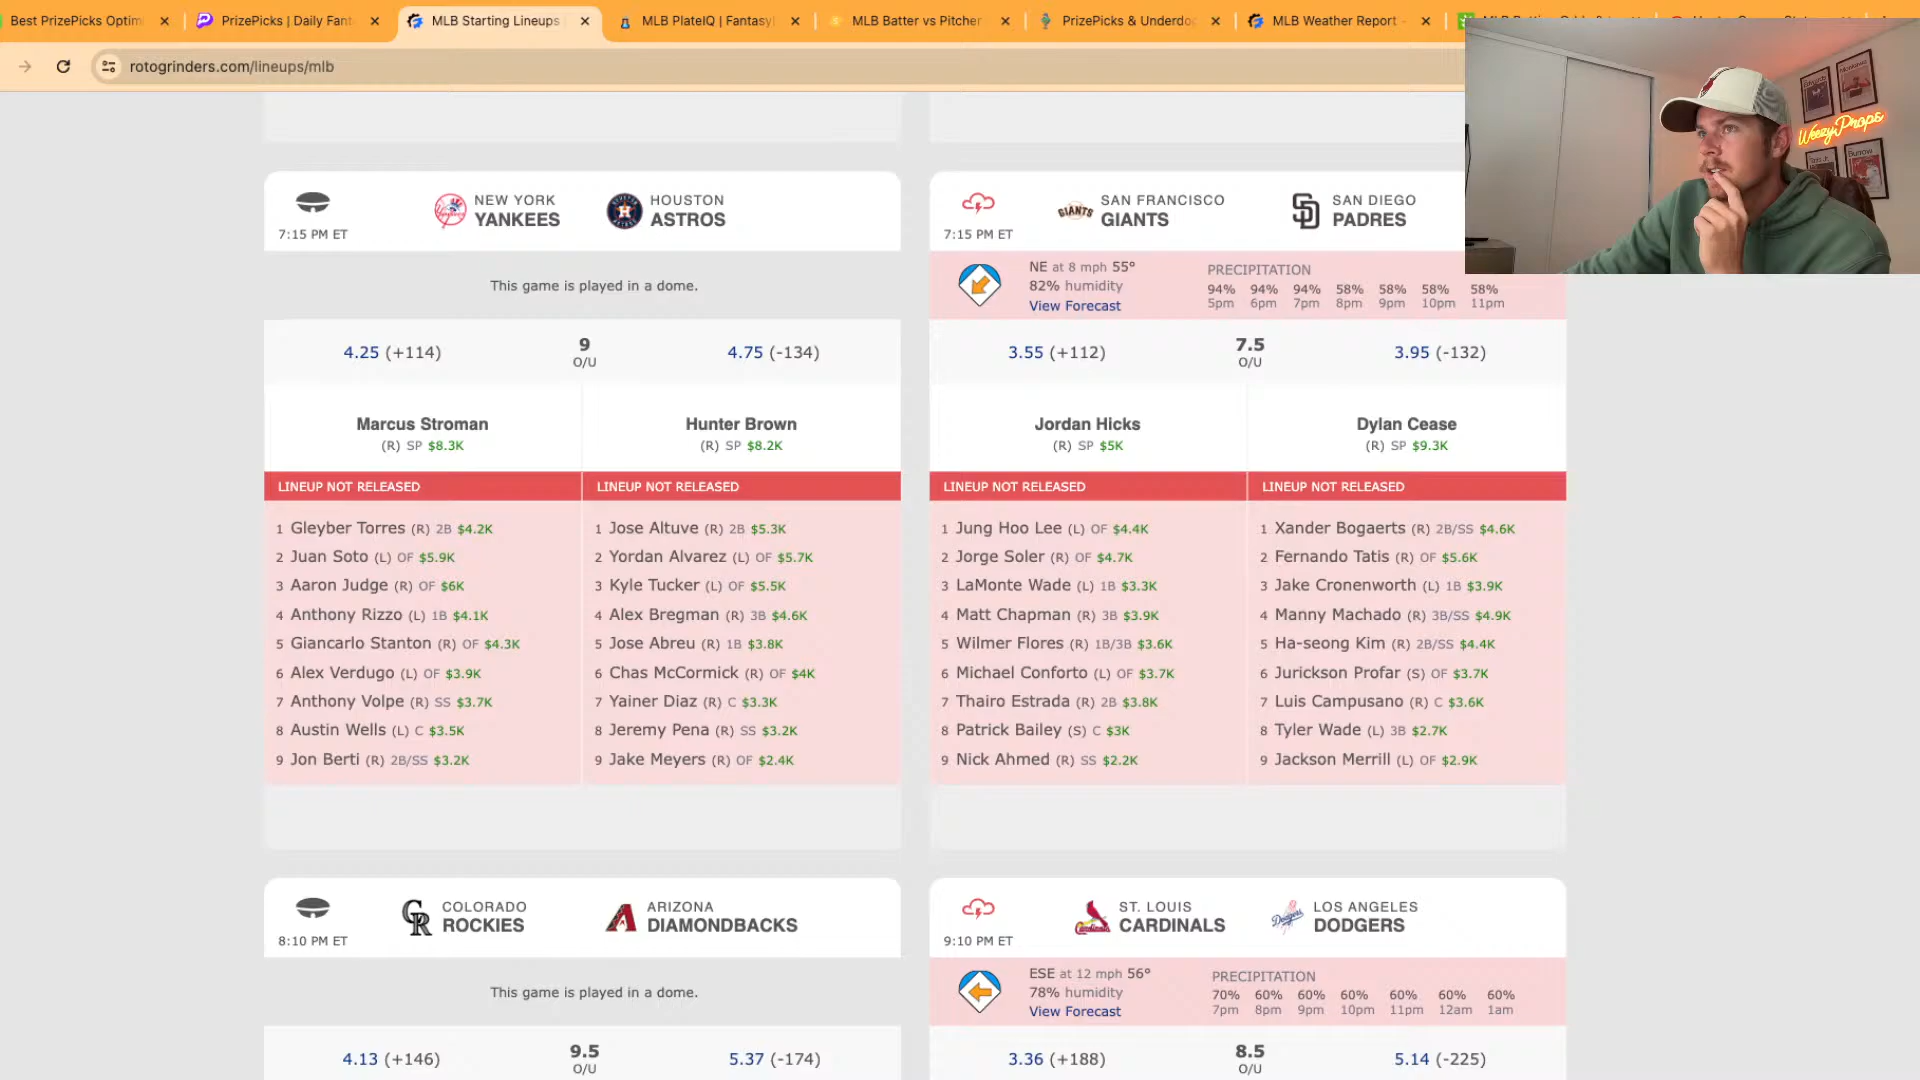 Best PrizePicks Optimi
PrizePicks | Daily Fant
MLB Starting Lineups
MLB PlateIQ | Fantasy
MLB Batter vs Pitcher
PrizePicks & Underdog
MLB Weather Report -
rotogrinders.com/lineups/mlb
WeezyProps
7:15 PM ET
NEW YORK
YANKEES
HOUSTON
ASTROS
This game is played in a dome.
4.25 (+114)
9
O/U
4.75 (-134)
Marcus Stroman
(R) SP $8.3K
Hunter Brown
(R) SP $8.2K
LINEUP NOT RELEASED
LINEUP NOT RELEASED
1 Gleyber Torres (R) 2B $4.2K
2 Juan Soto (L) OF $5.9K
3 Aaron Judge (R) OF $6K
4 Anthony Rizzo (L) 1B $4.1K
5 Giancarlo Stanton (R) OF $4.3K
6 Alex Verdugo (L) OF $3.9K
7 Anthony Volpe (R) SS $3.7K
8 Austin Wells (L) C $3.5K
9 Jon Berti (R) 2B/SS $3.2K
1 Jose Altuve (R) 2B $5.3K
2 Yordan Alvarez (L) OF $5.7K
3 Kyle Tucker (L) OF $5.5K
4 Alex Bregman (R) 3B $4.6K
5 Jose Abreu (R) 1B $3.8K
6 Chas McCormick (R) OF $4K
7 Yainer Diaz (R) C $3.3K
8 Jeremy Pena (R) SS $3.2K
9 Jake Meyers (R) OF $2.4K
7:15 PM ET
GIANTS
SAN FRANCISCO
GIANTS
SAN DIEGO
PADRES
NE at 8 mph 55°
82% humidity
View Forecast
PRECIPITATION
94% 94% 94% 58% 58% 58% 58%
5pm 6pm 7pm 8pm 9pm 10pm 11pm
3.55 (+112)
7.5
O/U
3.95 (-132)
Jordan Hicks
(R) SP $5K
Dylan Cease
(R) SP $9.3K
LINEUP NOT RELEASED
LINEUP NOT RELEASED
1 Jung Hoo Lee (L) OF $4.4K
2 Jorge Soler (R) OF $4.7K
3 LaMonte Wade (L) 1B $3.3K
4 Matt Chapman (R) 3B $3.9K
5 Wilmer Flores (R) 1B/3B $3.6K
6 Michael Conforto (L) OF $3.7K
7 Thairo Estrada (R) 2B $3.8K
8 Patrick Bailey (S) C $3K
9 Nick Ahmed (R) SS $2.2K
1 Xander Bogaerts (R) 2B/SS $4.6K
2 Fernando Tatis (R) OF $5.6K
3 Jake Cronenworth (L) 1B $3.9K
4 Manny Machado (R) 3B/SS $4.9K
5 Ha-seong Kim (R) 2B/SS $4.4K
6 Jurickson Profar (S) OF $3.7K
7 Luis Campusano (R) C $3.6K
8 Tyler Wade (L) 3B $2.7K
9 Jackson Merrill (L) OF $2.9K
8:10 PM ET
COLORADO
ROCKIES
ARIZONA
DIAMONDBACKS
This game is played in a dome.
4.13 (+146)
9.5
O/U
5.37 (-174)
9:10 PM ET
ST. LOUIS
CARDINALS
LOS ANGELES
DODGERS
ESE at 12 mph 56°
78% humidity
View Forecast
PRECIPITATION
70% 60% 60% 60% 60% 60% 60%
7pm 8pm 9pm 10pm 11pm 12am 1am
3.36 (+188)
8.5
O/U
5.14 (-225)